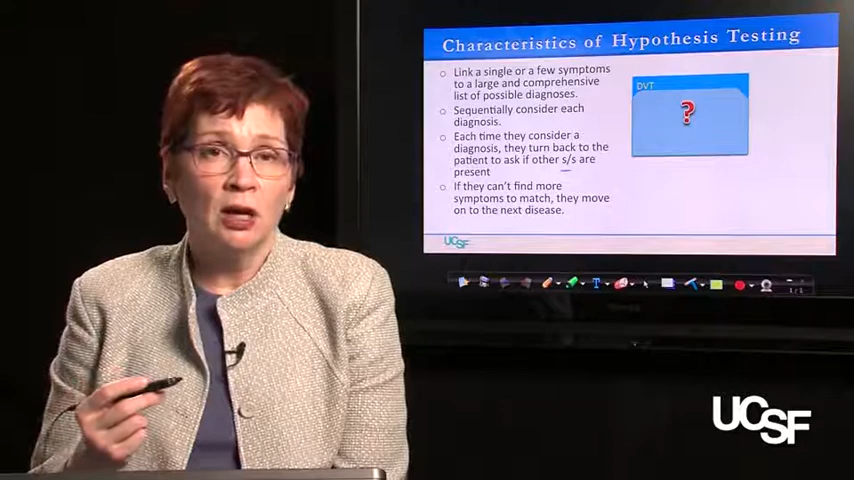 Characteristics of Hypothesis Testing
Link a single or a few symptoms
to a large and comprehensive
list of possible diagnoses.
Sequentially consider each
diagnosis.
Each time they consider a
diagnosis, they turn back to the
patient to ask if other s/s are
present
If they can't find more
symptoms to match, they move
on to the next disease.
DVT
?
UCSF
T
1/1
UCSF